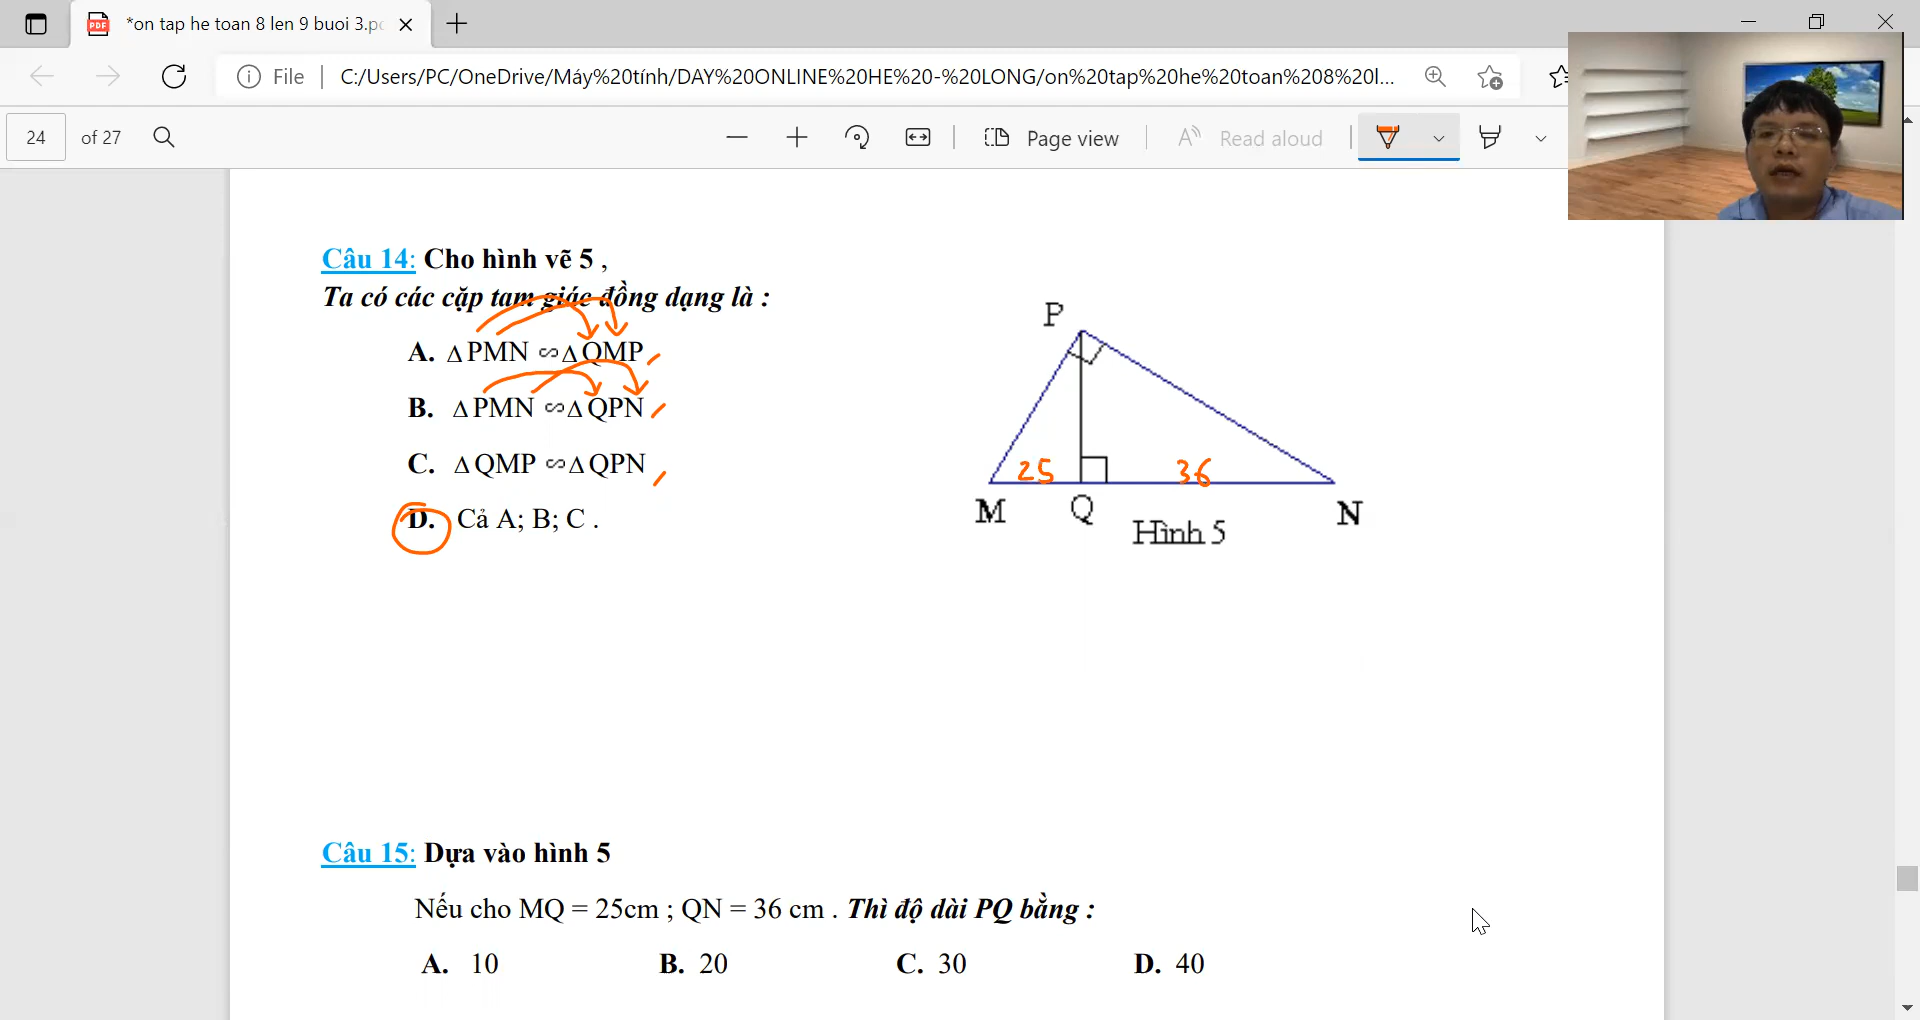 *on tap he toan 8 len 9 buoi 3.pd
File
C:/Users/PC/OneDrive/Máy%20tính/DAY%20ONLINE%20HE%20-%20LONG/on%20tap%20he%20toan%208%20l...
24 of 27
Page view
Read aloud
Câu 14: Cho hình vẽ 5 ,
Ta có các cặp tam giác đồng dạng là :
A. ΔPMN ∽ΔQMP
B. ΔPMN ∽ΔQPN
C. ΔQMP ∽ΔQPN
D. Cả A; B; C .
P
25
36
M
Q
N
Hình 5
Câu 15: Dựa vào hình 5
Nếu cho MQ = 25cm ; QN = 36 cm . Thì độ dài PQ bằng :
A. 10 B. 20 C. 30 D. 40